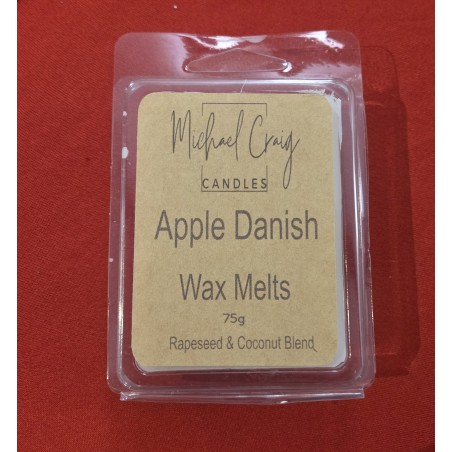 Michael Craig
CANDLES
Apple Danish
Wax Melts
75g
Rapeseed & Coconut Blend